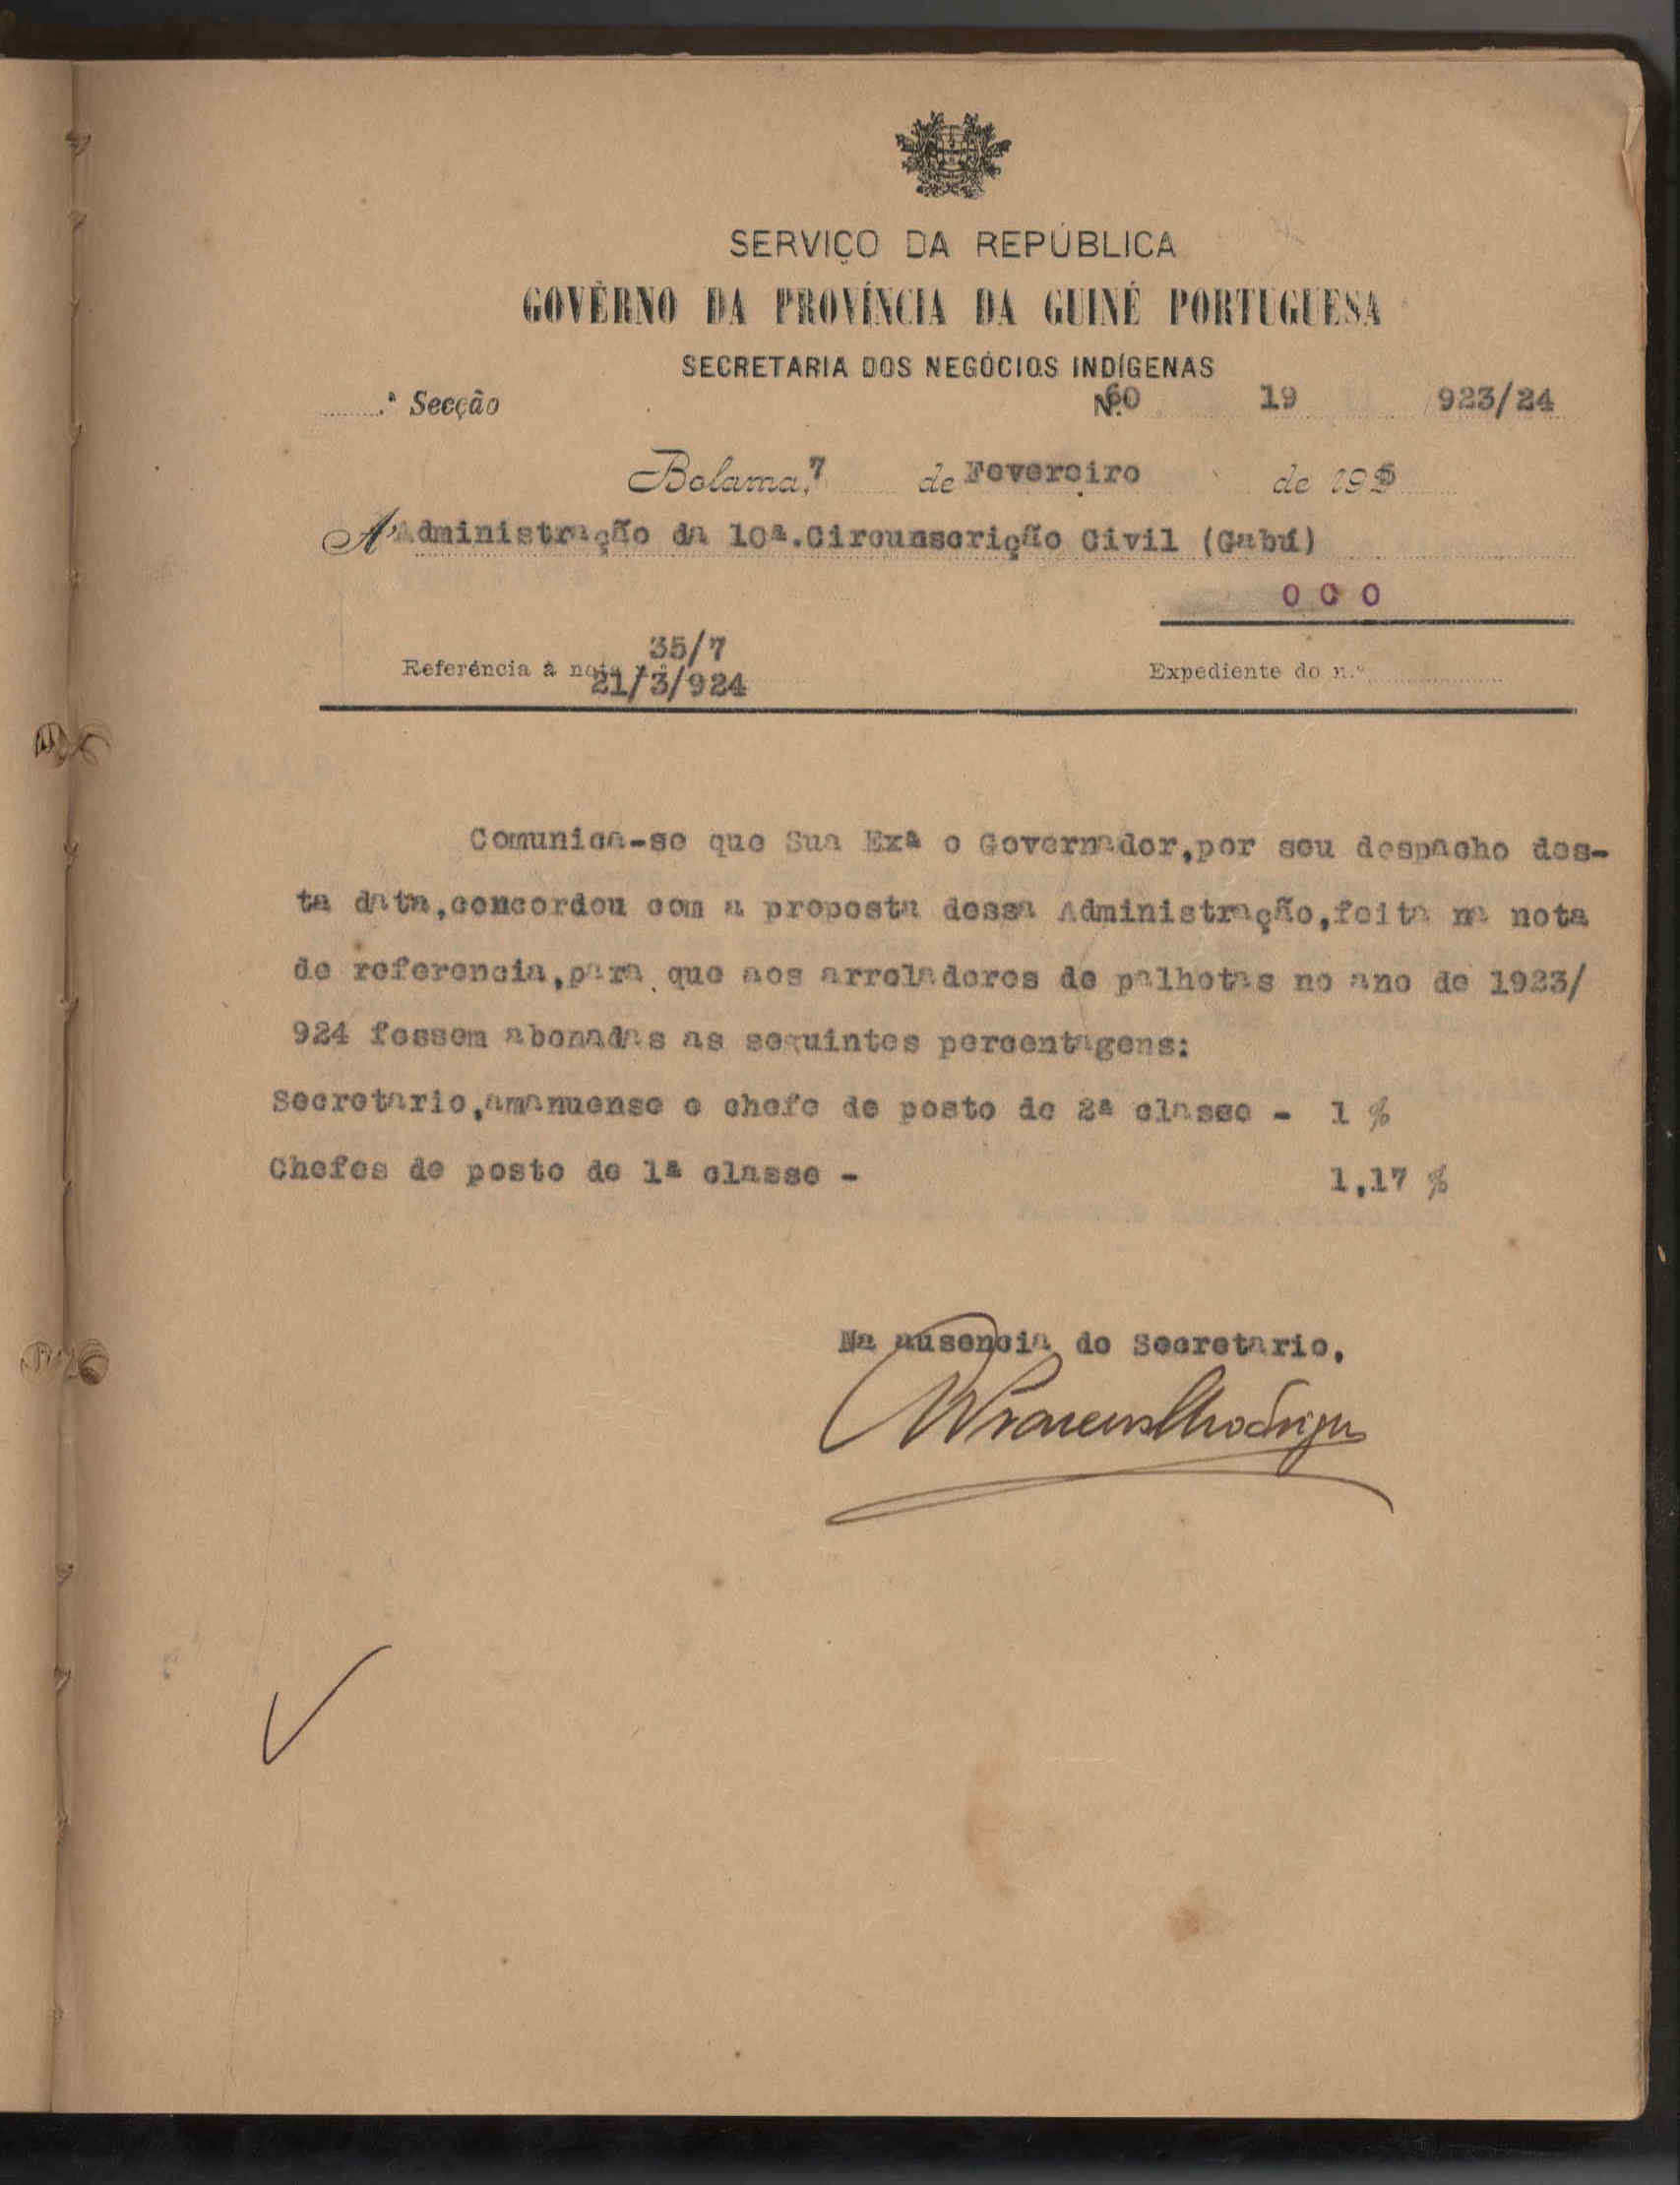 SERVIÇO DA REPÚBLICA
GOVÊRNO DA PROVÍNCIA DA GUINÉ PORTUGUESA
SECRETARIA DOS NEGÓCIOS INDÍGENAS
.ª Secção N.º 60 19 923/24
Bolama, 7 de Fevereiro de 192
A' Administração da 10ª.Circunscrição Civil (Gabú)
0 0 0
35/7
Referência à nota
21/3/924
Expediente do n.º
Comunica-se que Sua Exª o Governador,por seu despacho des-
ta data,concordou com a proposta dessa Administração,feita na nota
de referencia,para que aos arroladores de palhotas no ano de 1923/
924 fossem abonadas as seguintes percentagens:
Secretario,amanuense e chefe de posto de 2ª classe - 1 %
Chefes de posto de 1ª classe - 1,17 %
Na ausencia do Secretario,